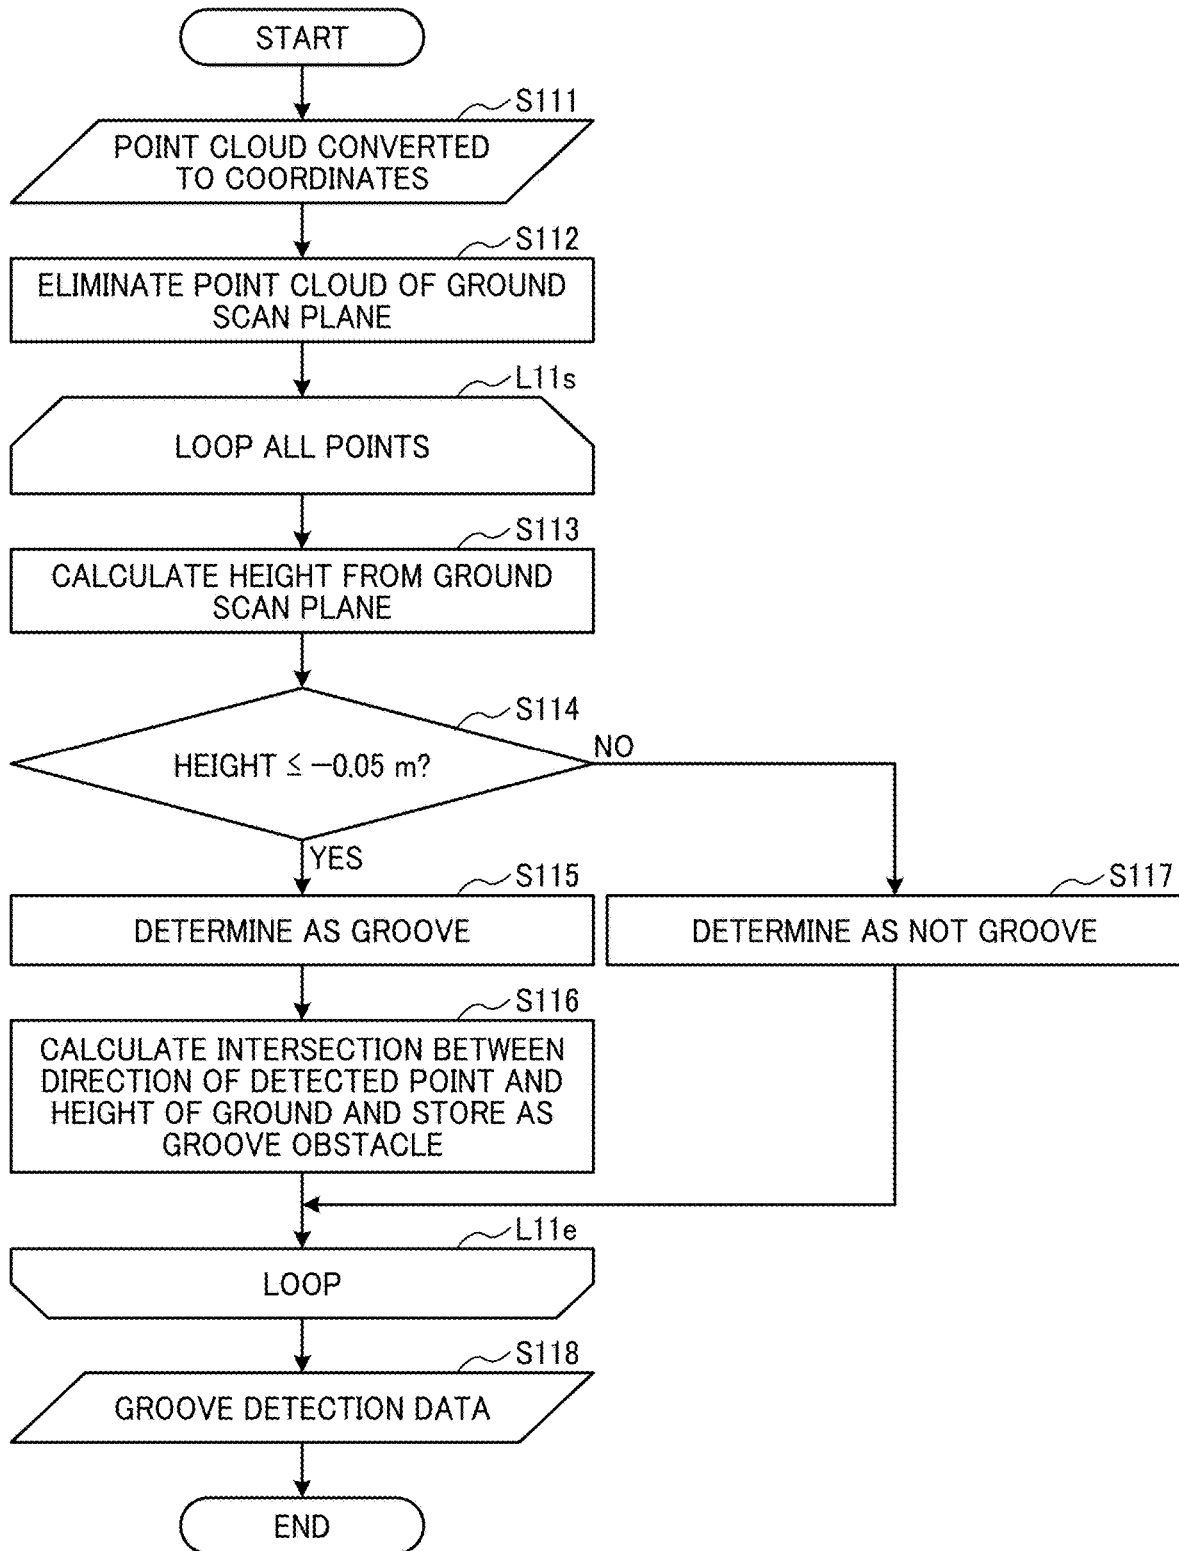 START
S111
POINT CLOUD CONVERTED
TO COORDINATES
S112
ELIMINATE POINT CLOUD OF GROUND
SCAN PLANE
L11s
LOOP ALL POINTS
S113
CALCULATE HEIGHT FROM GROUND
SCAN PLANE
S114
HEIGHT ≦ −0.05 m?
NO
YES
S115
DETERMINE AS GROOVE
S117
DETERMINE AS NOT GROOVE
S116
CALCULATE INTERSECTION BETWEEN
DIRECTION OF DETECTED POINT AND
HEIGHT OF GROUND AND STORE AS
GROOVE OBSTACLE
L11e
LOOP
S118
GROOVE DETECTION DATA
END